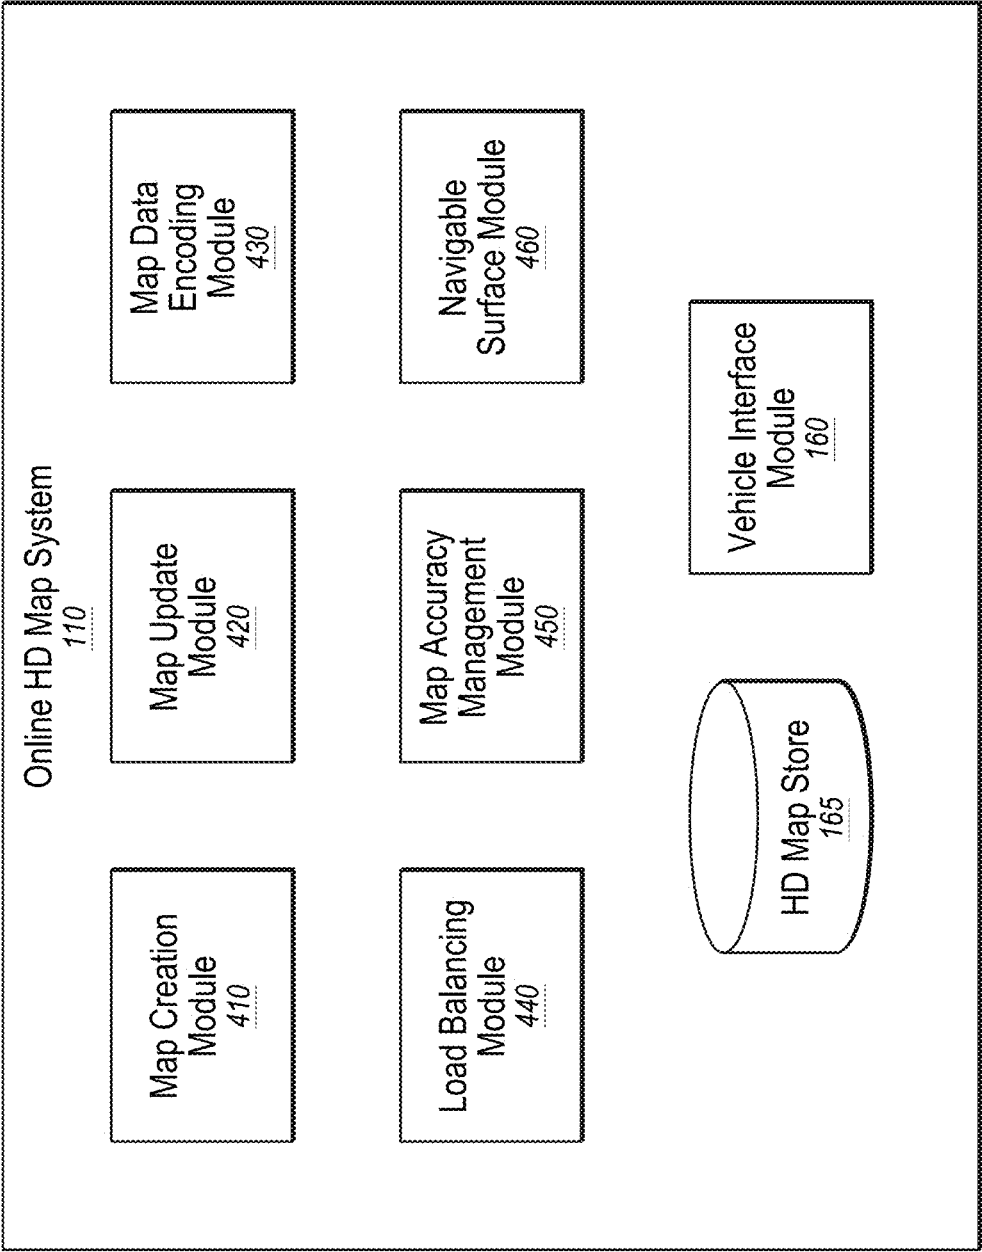 Online HD Map System
110
Map Creation
Module
410
Map Update
Module
420
Map Data
Encoding
Module
430
Load Balancing
Module
440
Map Accuracy
Management
Module
450
Navigable
Surface Module
460
HD Map Store
165
Vehicle Interface
Module
160